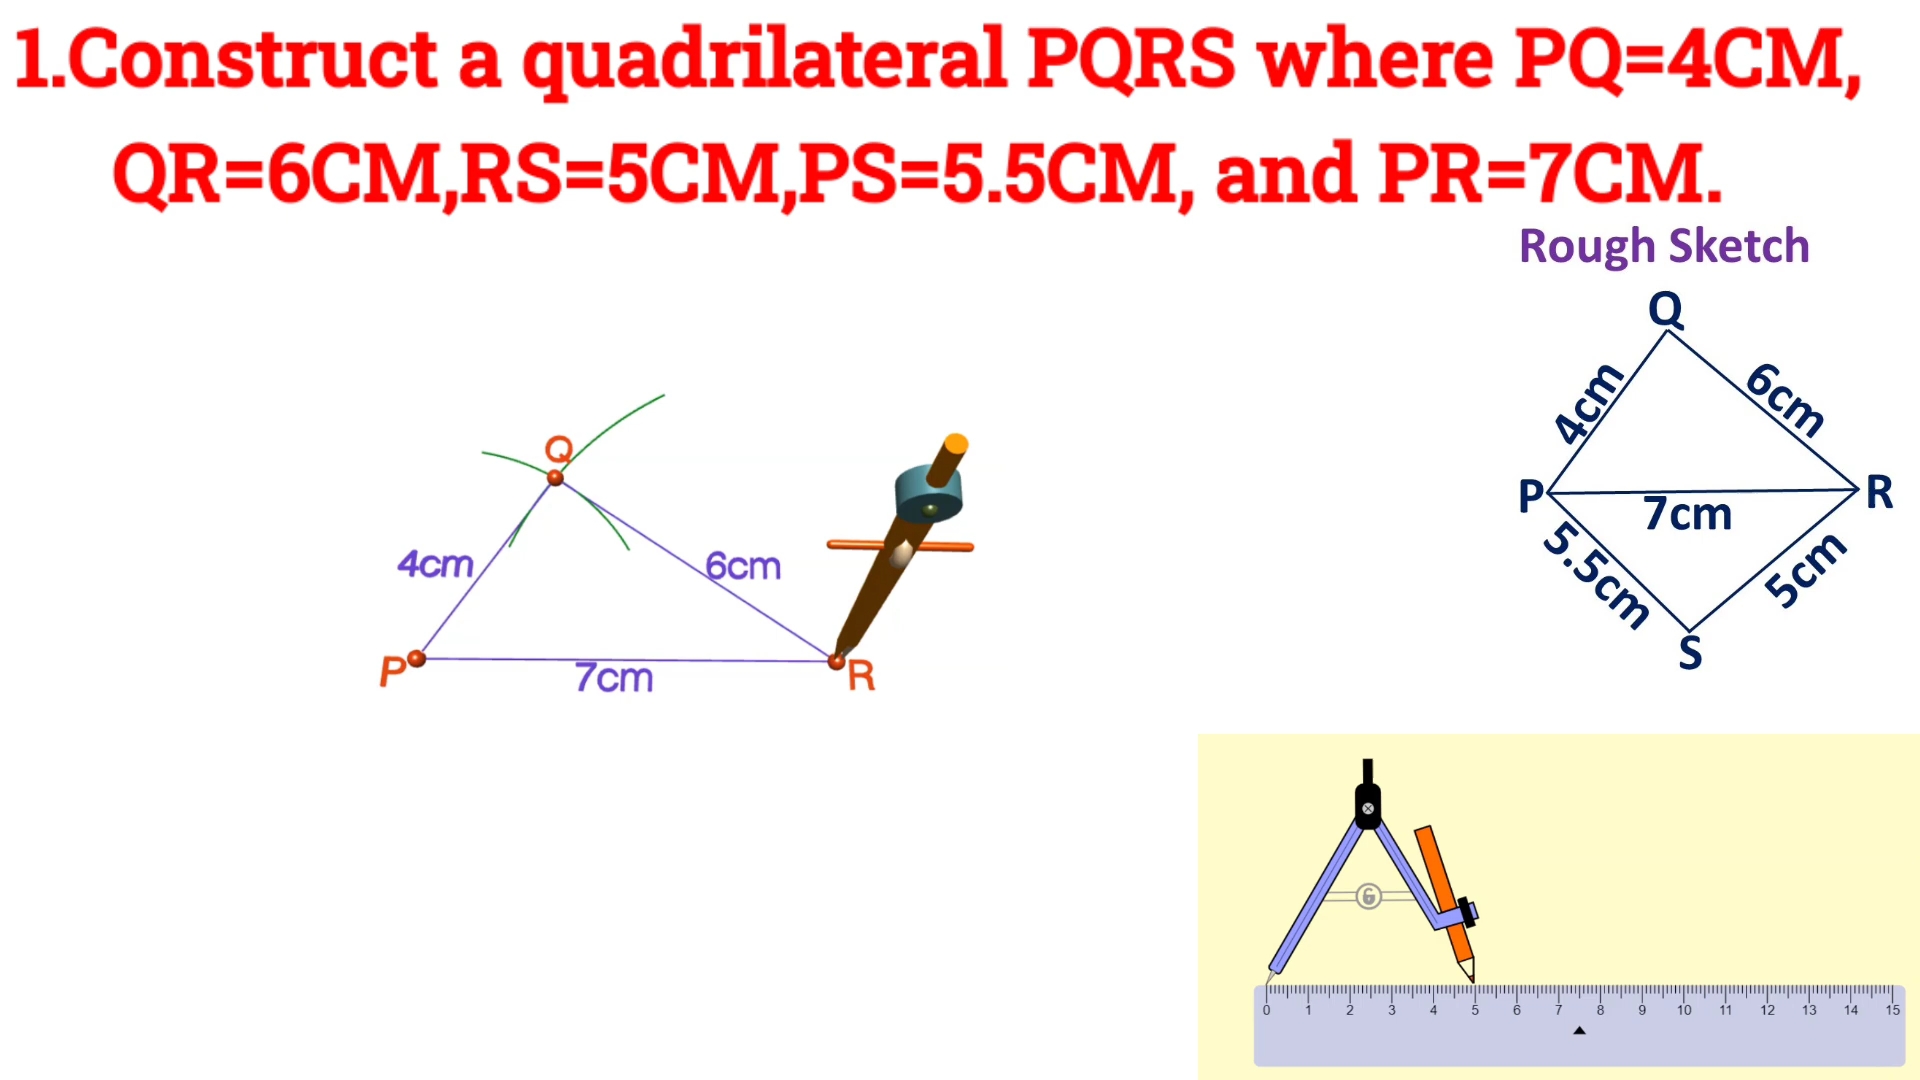 1.Construct a quadrilateral PQRS where PQ=4CM,
QR=6CM,RS=5CM,PS=5.5CM, and PR=7CM.
Rough Sketch
Q
4cm
6cm
P
R
7cm
5.5cm
5cm
S
Q
4cm
6cm
P
R
7cm
6
0 1 2 3 4 5 6 7 8 9 10 11 12 13 14 15